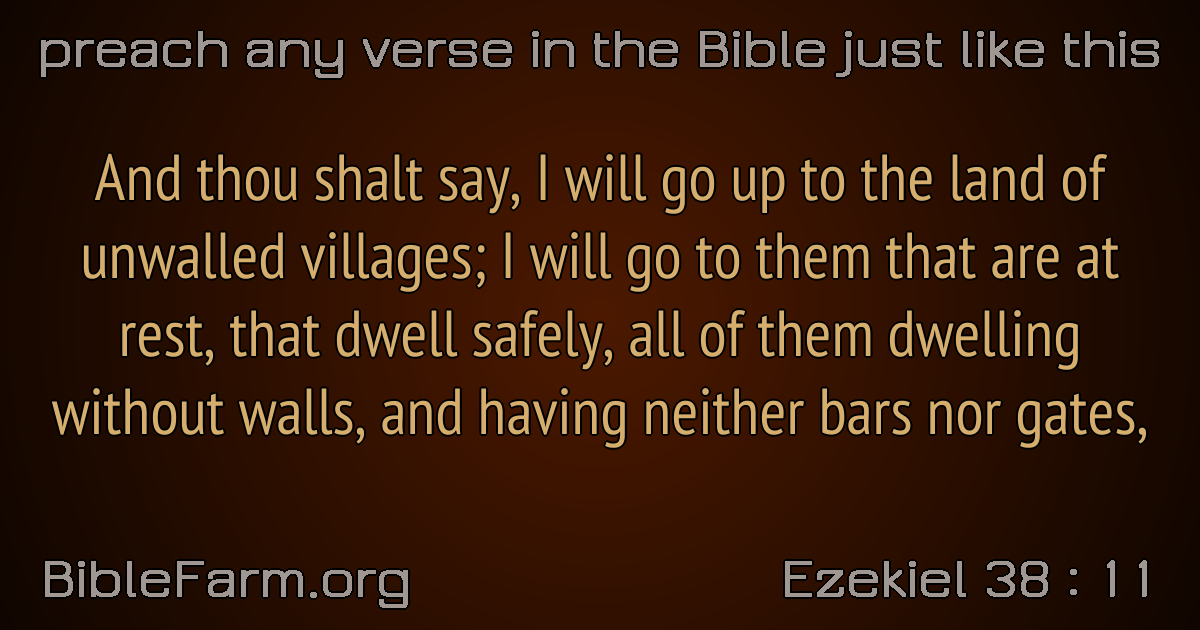 preach any verse in the Bible just like this
And thou shalt say, I will go up to the land of
unwalled villages; I will go to them that are at
rest, that dwell safely, all of them dwelling
without walls, and having neither bars nor gates,
BibleFarm.org
Ezekiel 38 : 11